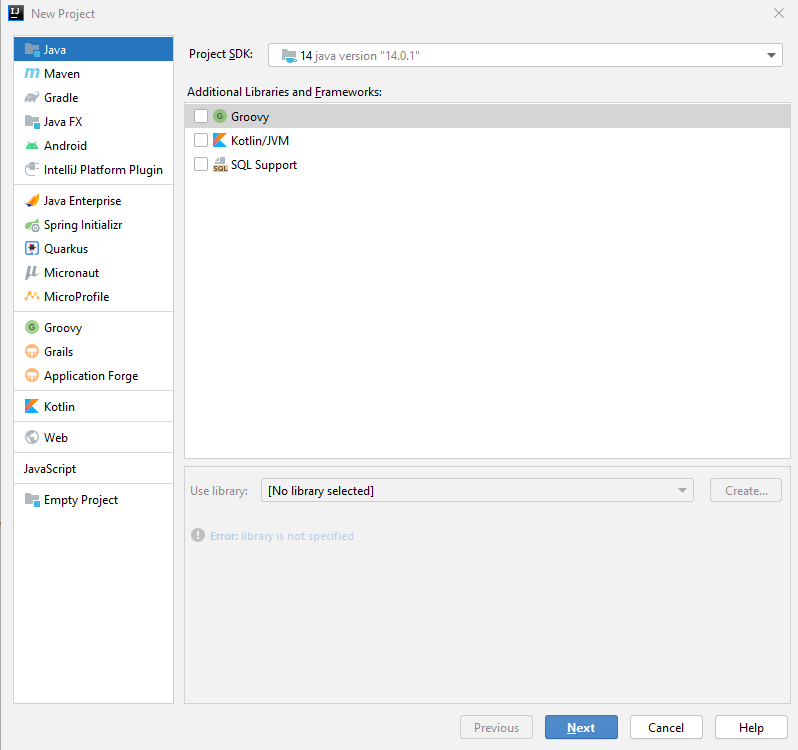 New Project
Java
Maven
Gradle
Java FX
Android
IntelliJ Platform Plugin
Java Enterprise
Spring Initializr
Quarkus
Micronaut
MicroProfile
Groovy
Grails
Application Forge
Kotlin
Web
JavaScript
Empty Project
Project SDK: 14 java version "14.0.1"
Additional Libraries and Frameworks:
Groovy
Kotlin/JVM
SQL Support
Use library: [No library selected] Create...
Error: library is not specified
Previous Next Cancel Help